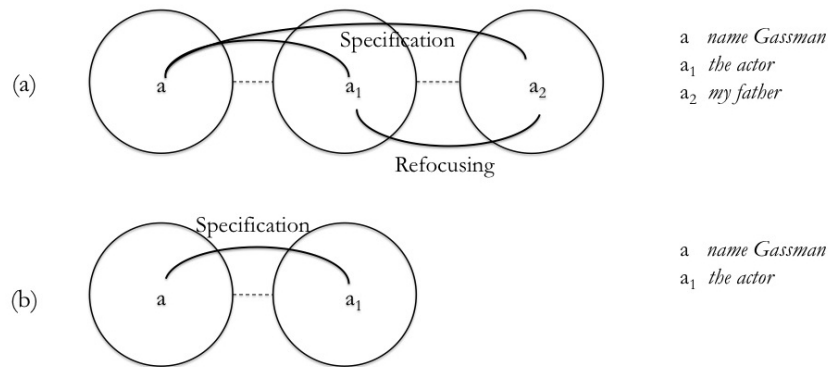 Specification
a name Gassman
(a) a a₁ a₂
a₁ the actor
a₂ my father
Refocusing
Specification
a name Gassman
(b) a a₁
a₁ the actor